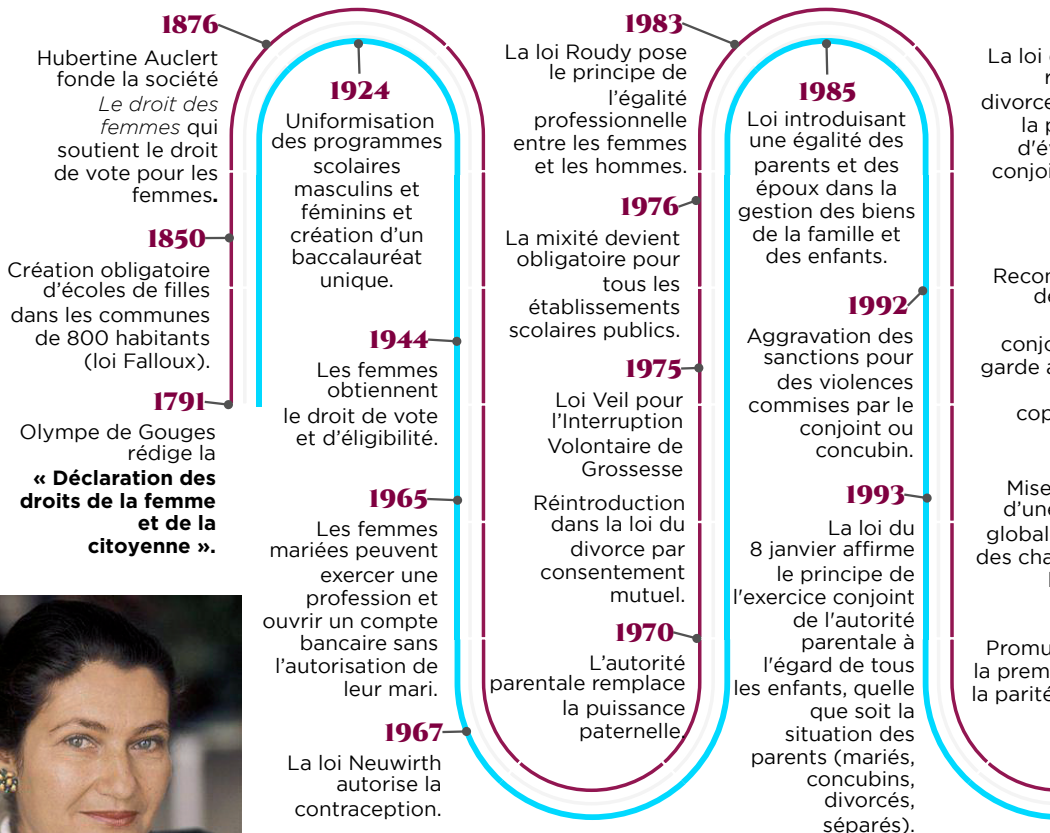 1876
Hubertine Auclert
fonde la société
Le droit des
femmes qui
soutient le droit
de vote pour les
femmes.
1850
Création obligatoire
d'écoles de filles
dans les communes
de 800 habitants
(loi Falloux).
1791
Olympe de Gouges
rédige la
« Déclaration des
droits de la femme
et de la
citoyenne ».
1924
Uniformisation
des programmes
scolaires
masculins et
féminins et
création d'un
baccalauréat
unique.
1944
Les femmes
obtiennent
le droit de vote
et d'éligibilité.
1965
Les femmes
mariées peuvent
exercer une
profession et
ouvrir un compte
bancaire sans
l'autorisation de
leur mari.
1967
La loi Neuwirth
autorise la
contraception.
1983
La loi Roudy pose
le principe de
l'égalité
professionnelle
entre les femmes
et les hommes.
1976
La mixité devient
obligatoire pour
tous les
établissements
scolaires publics.
1975
Loi Veil pour
l'Interruption
Volontaire de
Grossesse
Réintroduction
dans la loi du
divorce par
consentement
mutuel.
1970
L'autorité
parentale remplace
la puissance
paternelle.
1985
Loi introduisant
une égalité des
parents et des
époux dans la
gestion des biens
de la famille et
des enfants.
1992
Aggravation des
sanctions pour
des violences
commises par le
conjoint ou
concubin.
1993
La loi du
8 janvier affirme
le principe de
l'exercice conjoint
de l'autorité
parentale à
l'égard de tous
les enfants, quelle
que soit la
situation des
parents (mariés,
concubins,
divorcés,
séparés).
La loi
divorce
la
garde
Mise
d'une
des
la
la parité